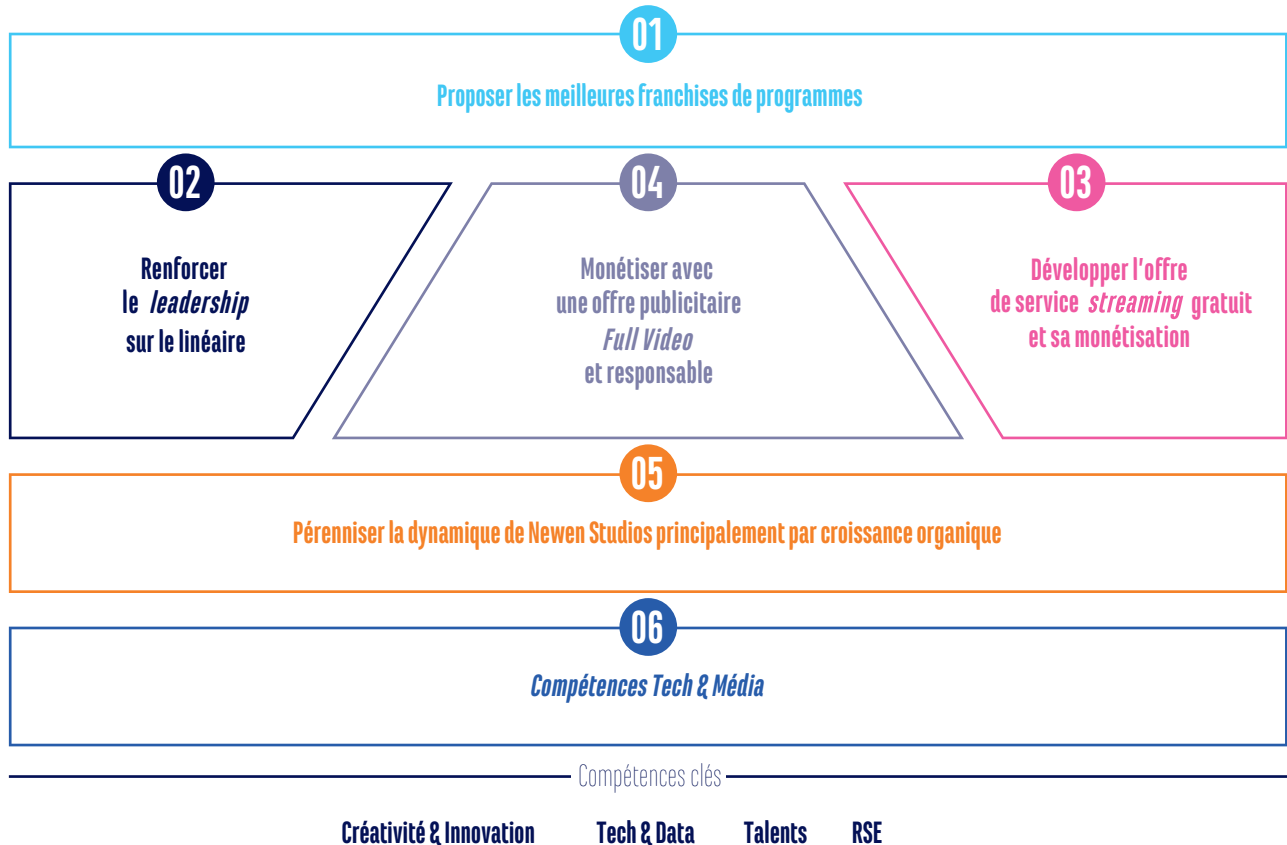 01
Proposer les meilleures franchises de programmes
02
Renforcer
le leadership
sur le linéaire
04
Monétiser avec
une offre publicitaire
Full Video
et responsable
03
Développer l'offre
de service streaming gratuit
et sa monétisation
05
Pérenniser la dynamique de Newen Studios principalement par croissance organique
06
Compétences Tech & Média
Compétences clés
Créativité & Innovation Tech & Data Talents RSE